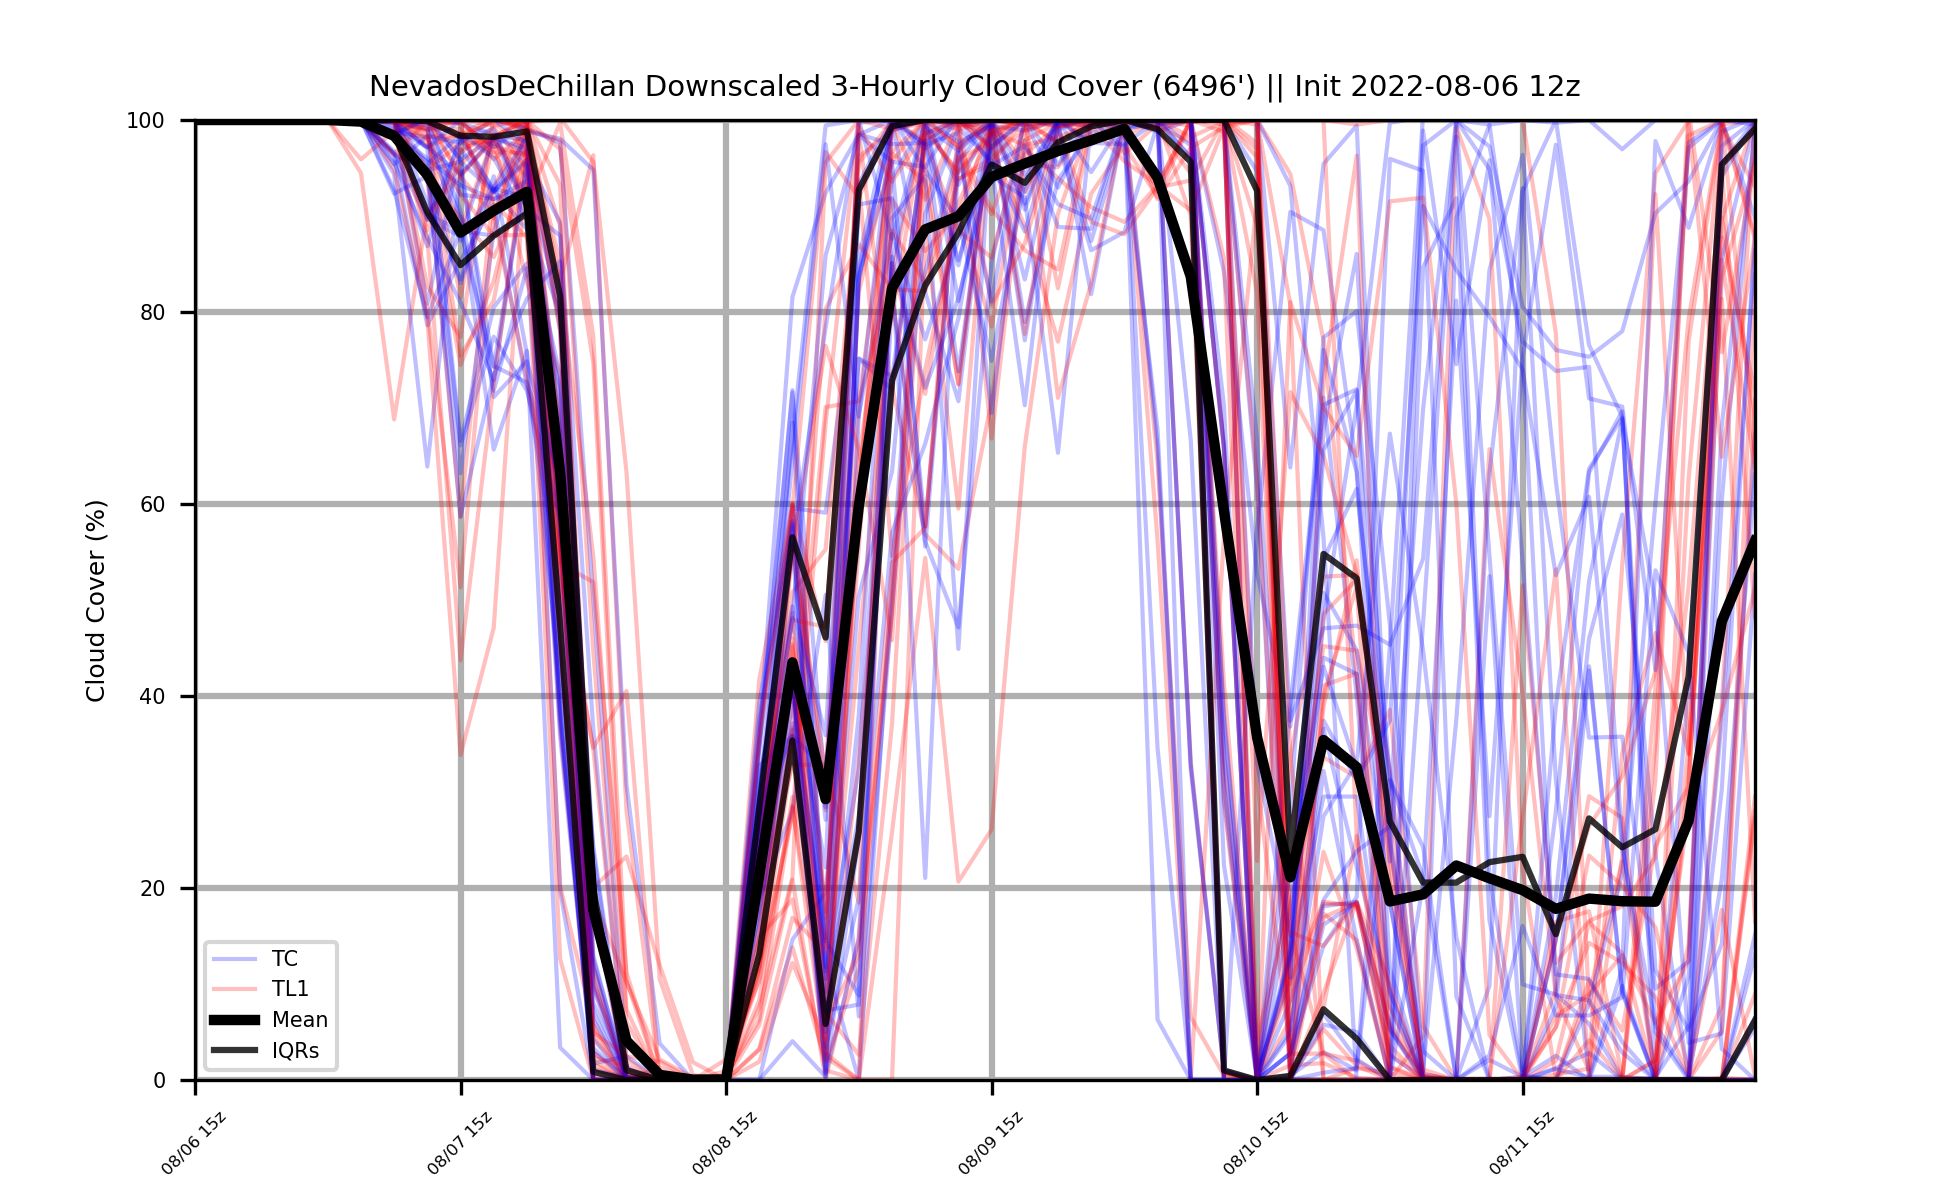 NevadosDeChillan Downscaled 3-Hourly Cloud Cover (6496') || Init 2022-08-06 12z
Cloud Cover (%)
100
80
60
40
20
0
TC
TL1
Mean
IQRs
08/06 15z
08/07 15z
08/08 15z
08/09 15z
08/10 15z
08/11 15z